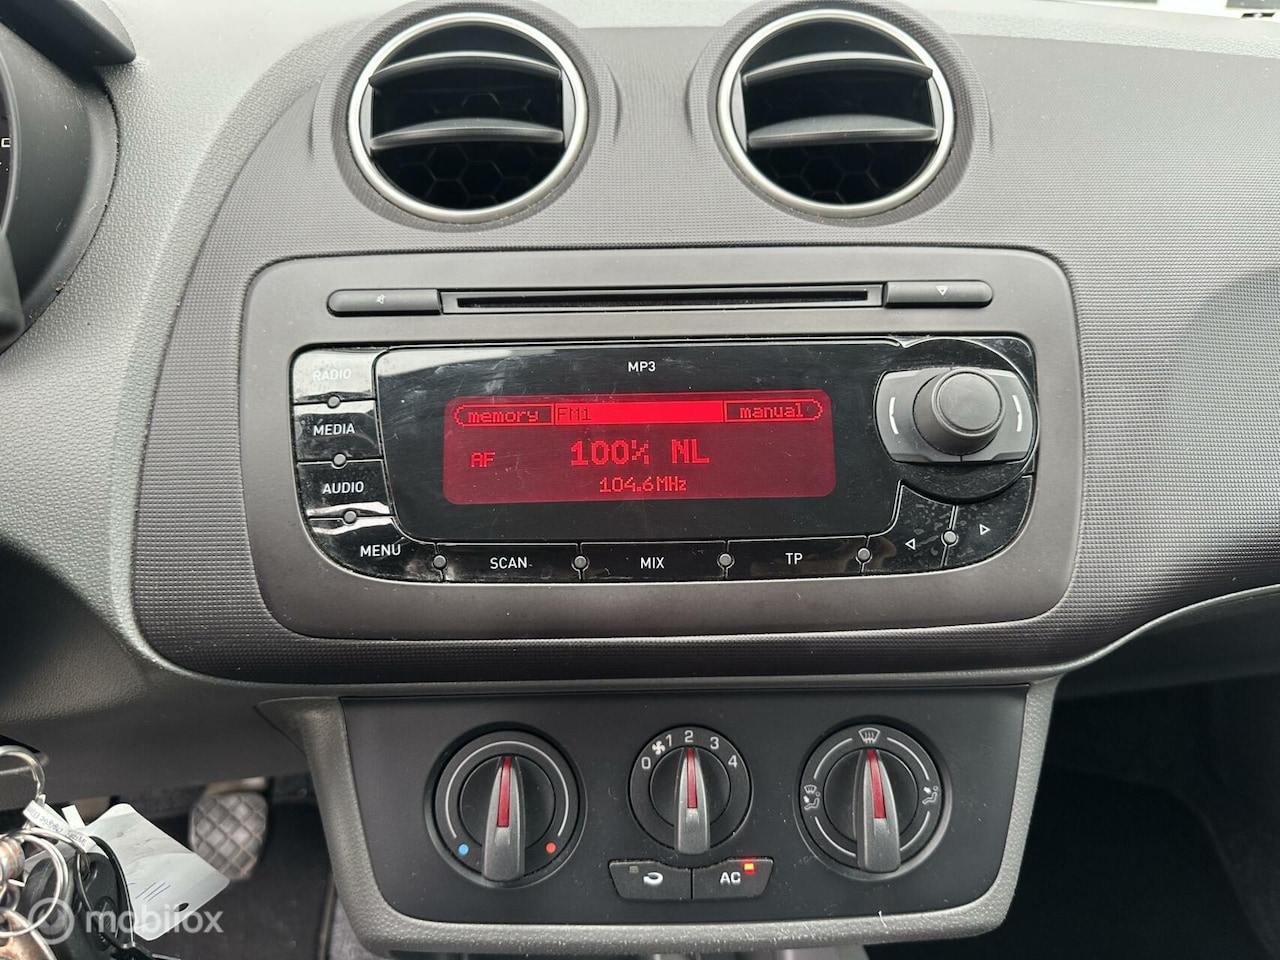 RADIO
MP3
memory FM1 manual
MEDIA
AF 100% NL
104.6MHz
AUDIO
MENU
SCAN
MIX
TP
0 1 2 3 4
AC
mobilox